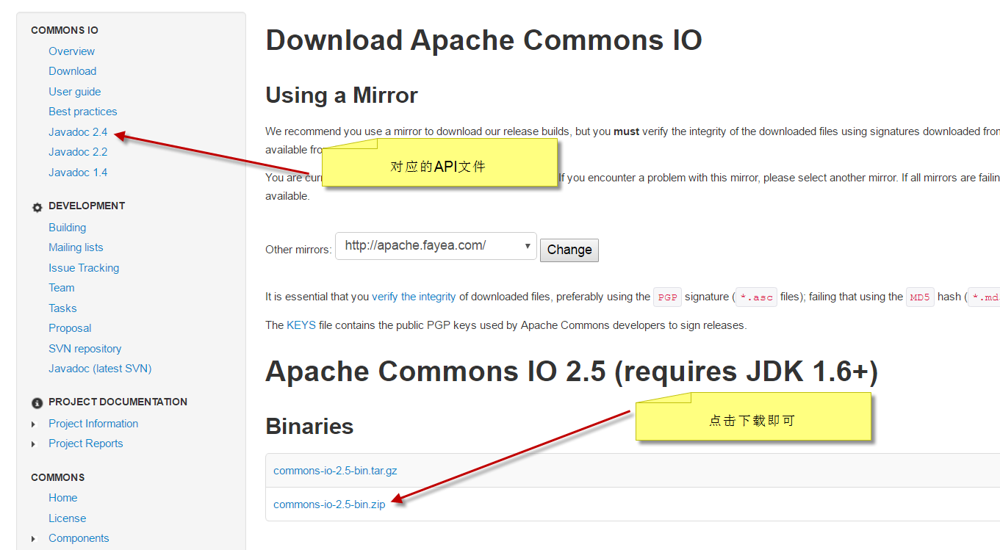 COMMONS IO
Overview
Download
User guide
Best practices
Javadoc 2.4
Javadoc 2.2
Javadoc 1.4
DEVELOPMENT
Building
Mailing lists
Issue Tracking
Team
Tasks
Proposal
SVN repository
Javadoc (latest SVN)
PROJECT DOCUMENTATION
Project Information
Project Reports
COMMONS
Home
License
Components
Download Apache Commons IO
Using a Mirror
We recommend you use a mirror to download our release builds, but you must verify the integrity of the downloaded files using signatures downloaded from
available fro
对应的API文件
You are curr If you encounter a problem with this mirror, please select another mirror. If all mirrors are failin
available.
Other mirrors: http://apache.fayea.com/ Change
It is essential that you verify the integrity of downloaded files, preferably using the PGP signature ( *.asc files); failing that using the MD5 hash ( *.md
The KEYS file contains the public PGP keys used by Apache Commons developers to sign releases.
Apache Commons IO 2.5 (requires JDK 1.6+)
Binaries
点击下载即可
commons-io-2.5-bin.tar.gz
commons-io-2.5-bin.zip